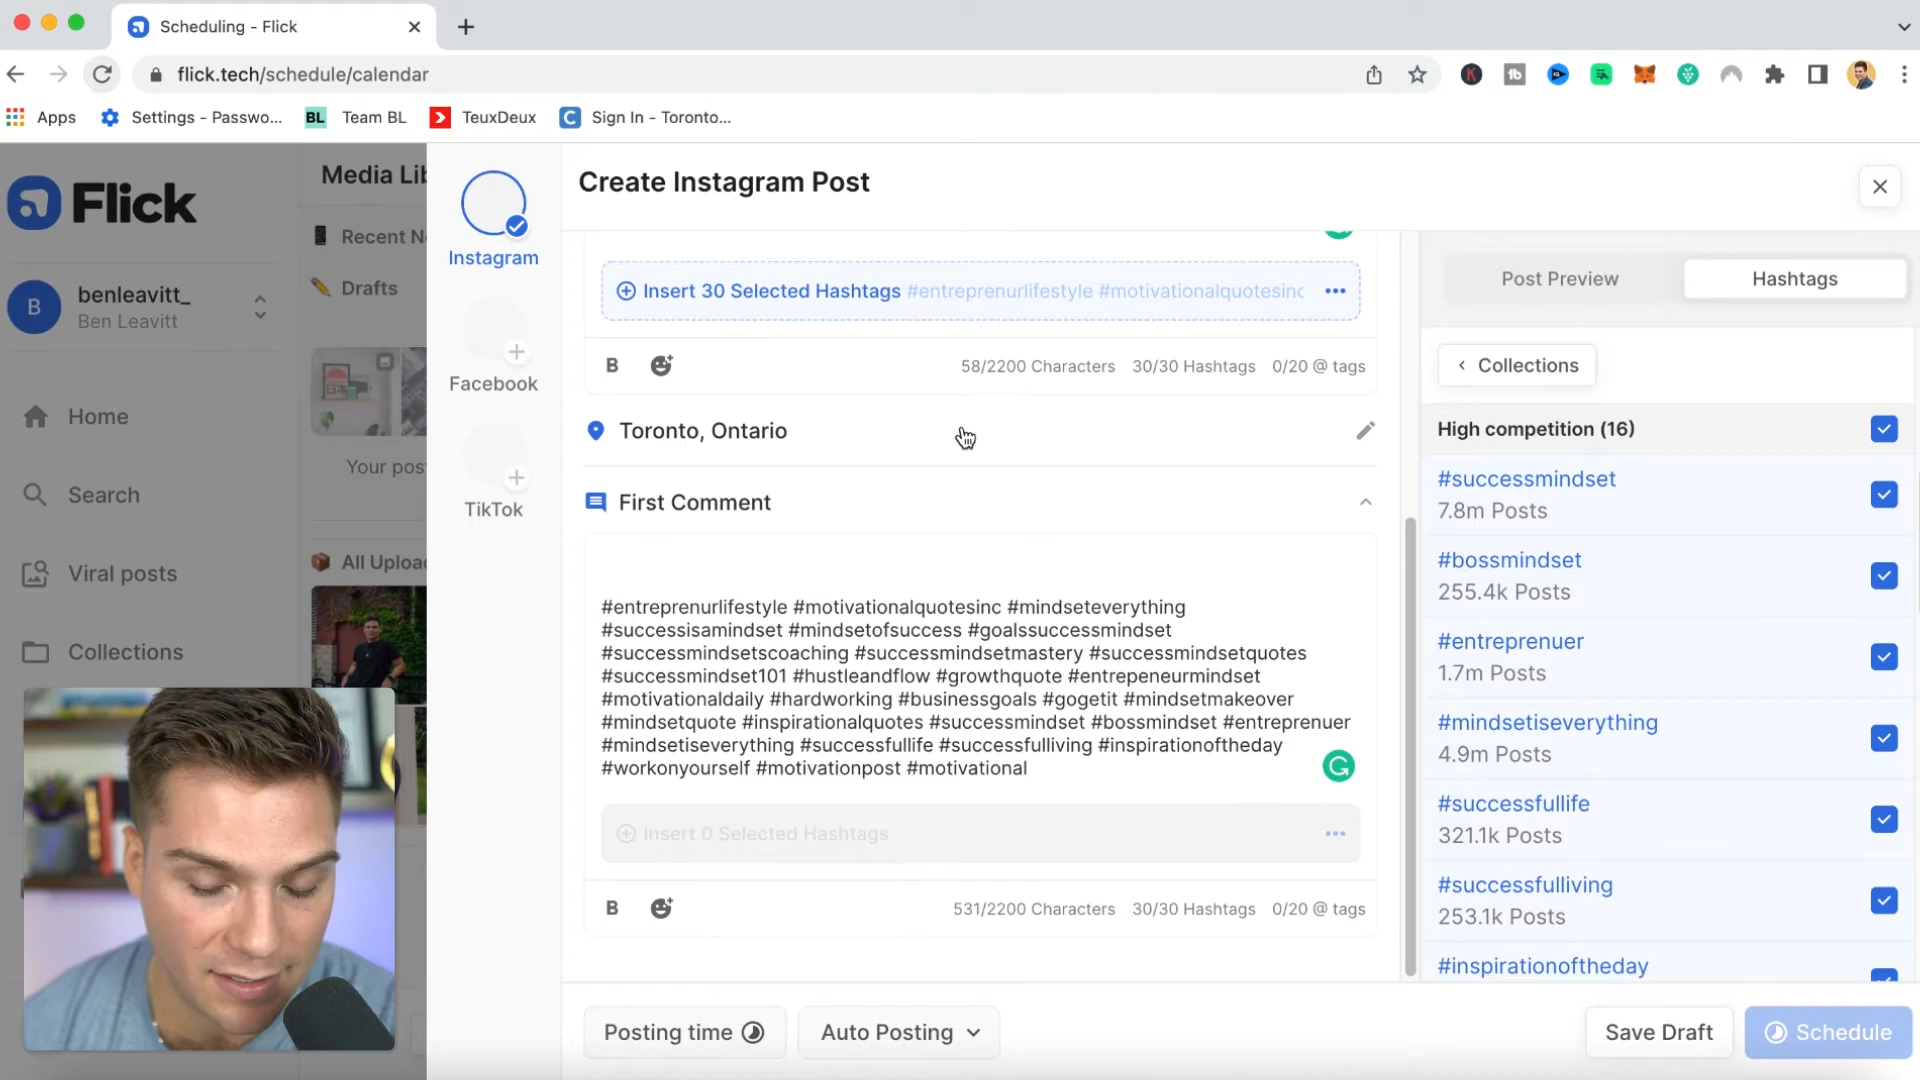 Scheduling - Flick
flick.tech/schedule/calendar
Apps
Settings - Passwo...
BL
Team BL
TeuxDeux
C
Sign In - Toronto...
Flick
B
benleavitt_
Ben Leavitt
Home
Search
Viral posts
Collections
Media Lib
Recent N
Drafts
Your pos
All Uploa
Instagram
Facebook
TikTok
Create Instagram Post
Insert 30 Selected Hashtags #entreprenurlifestyle #motivationalquotesinc
B
58/2200 Characters 30/30 Hashtags 0/20 @ tags
Toronto, Ontario
First Comment
#entreprenurlifestyle #motivationalquotesinc #mindseteverything
#successisamindset #mindsetofsuccess #goalssuccessmindset
#successmindsetscoaching #successmindsetmastery #successmindsetquotes
#successmindset101 #hustleandflow #growthquote #entrepeneurmindset
#motivationaldaily #hardworking #businessgoals #gogetit #mindsetmakeover
#mindsetquote #inspirationalquotes #successmindset #bossmindset #entreprenuer
#mindsetiseverything #successfullife #successfulliving #inspirationoftheday
#workonyourself #motivationpost #motivational
Insert 0 Selected Hashtags
B
531/2200 Characters 30/30 Hashtags 0/20 @ tags
Posting time
Auto Posting
Save Draft
Schedule
Post Preview
Hashtags
Collections
High competition (16)
#successmindset
7.8m Posts
#bossmindset
255.4k Posts
#entreprenuer
1.7m Posts
#mindsetiseverything
4.9m Posts
#successfullife
321.1k Posts
#successfulliving
253.1k Posts
#inspirationoftheday